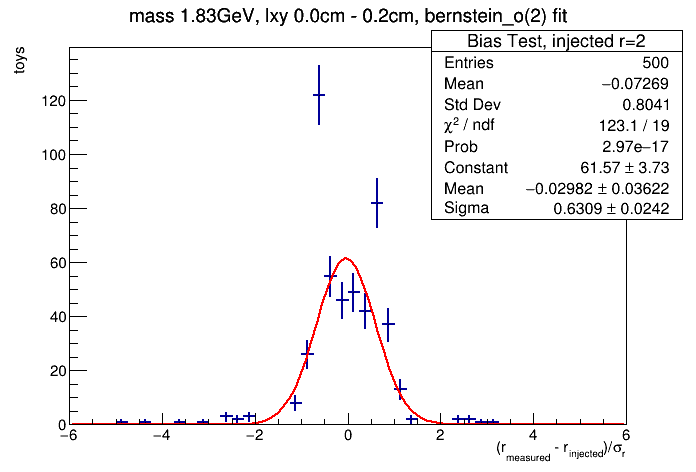 mass 1.83GeV, lxy 0.0cm - 0.2cm, bernstein_o(2) fit
toys
Bias Test, injected r=2
Entries 500
Mean −0.07269
Std Dev 0.8041
χ² / ndf 123.1 / 19
Prob 2.97e−17
Constant 61.57 ± 3.73
Mean −0.02982 ± 0.03622
Sigma 0.6309 ± 0.0242
120
100
80
60
40
20
0
−6 −4 −2 0 2 4 6
(r_measured - r_injected)/σ_r